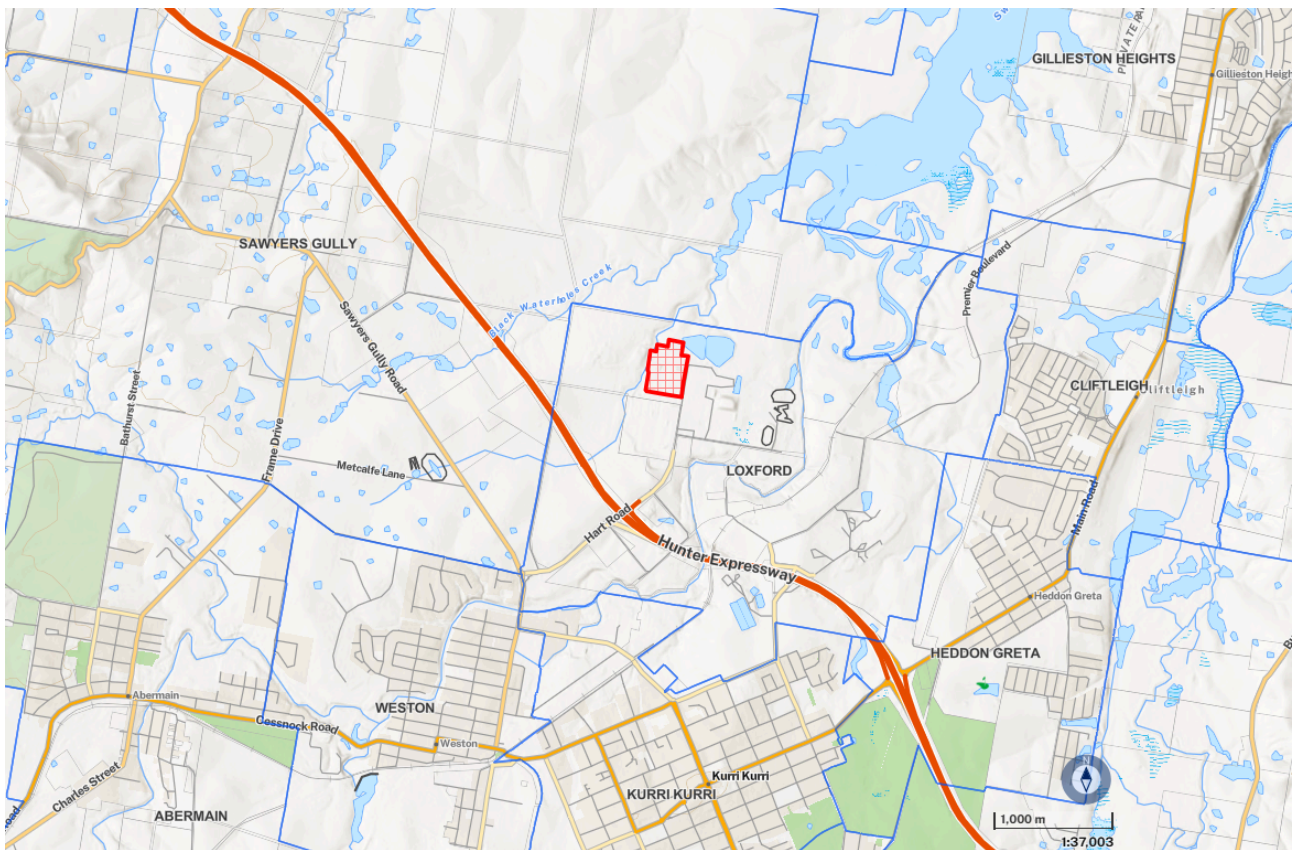 GILLIESTON HEIGHTS
Gillieston Heigh
SAWYERS GULLY
Black Waterholes Creek
Premier Boulevard
Sawyers Gully Road
Bathurst Street
Frame Drive
CLIFTLEIGH
Cliftleigh
Metcalfe Lane
LOXFORD
Main Road
Hart Road
Hunter Expressway
Heddon Greta
HEDDON GRETA
Abermain
WESTON
Cessnock Road
Weston
Kurri Kurri
KURRI KURRI
N
Charles Street
Road
ABERMAIN
1,000 m
1:37,003